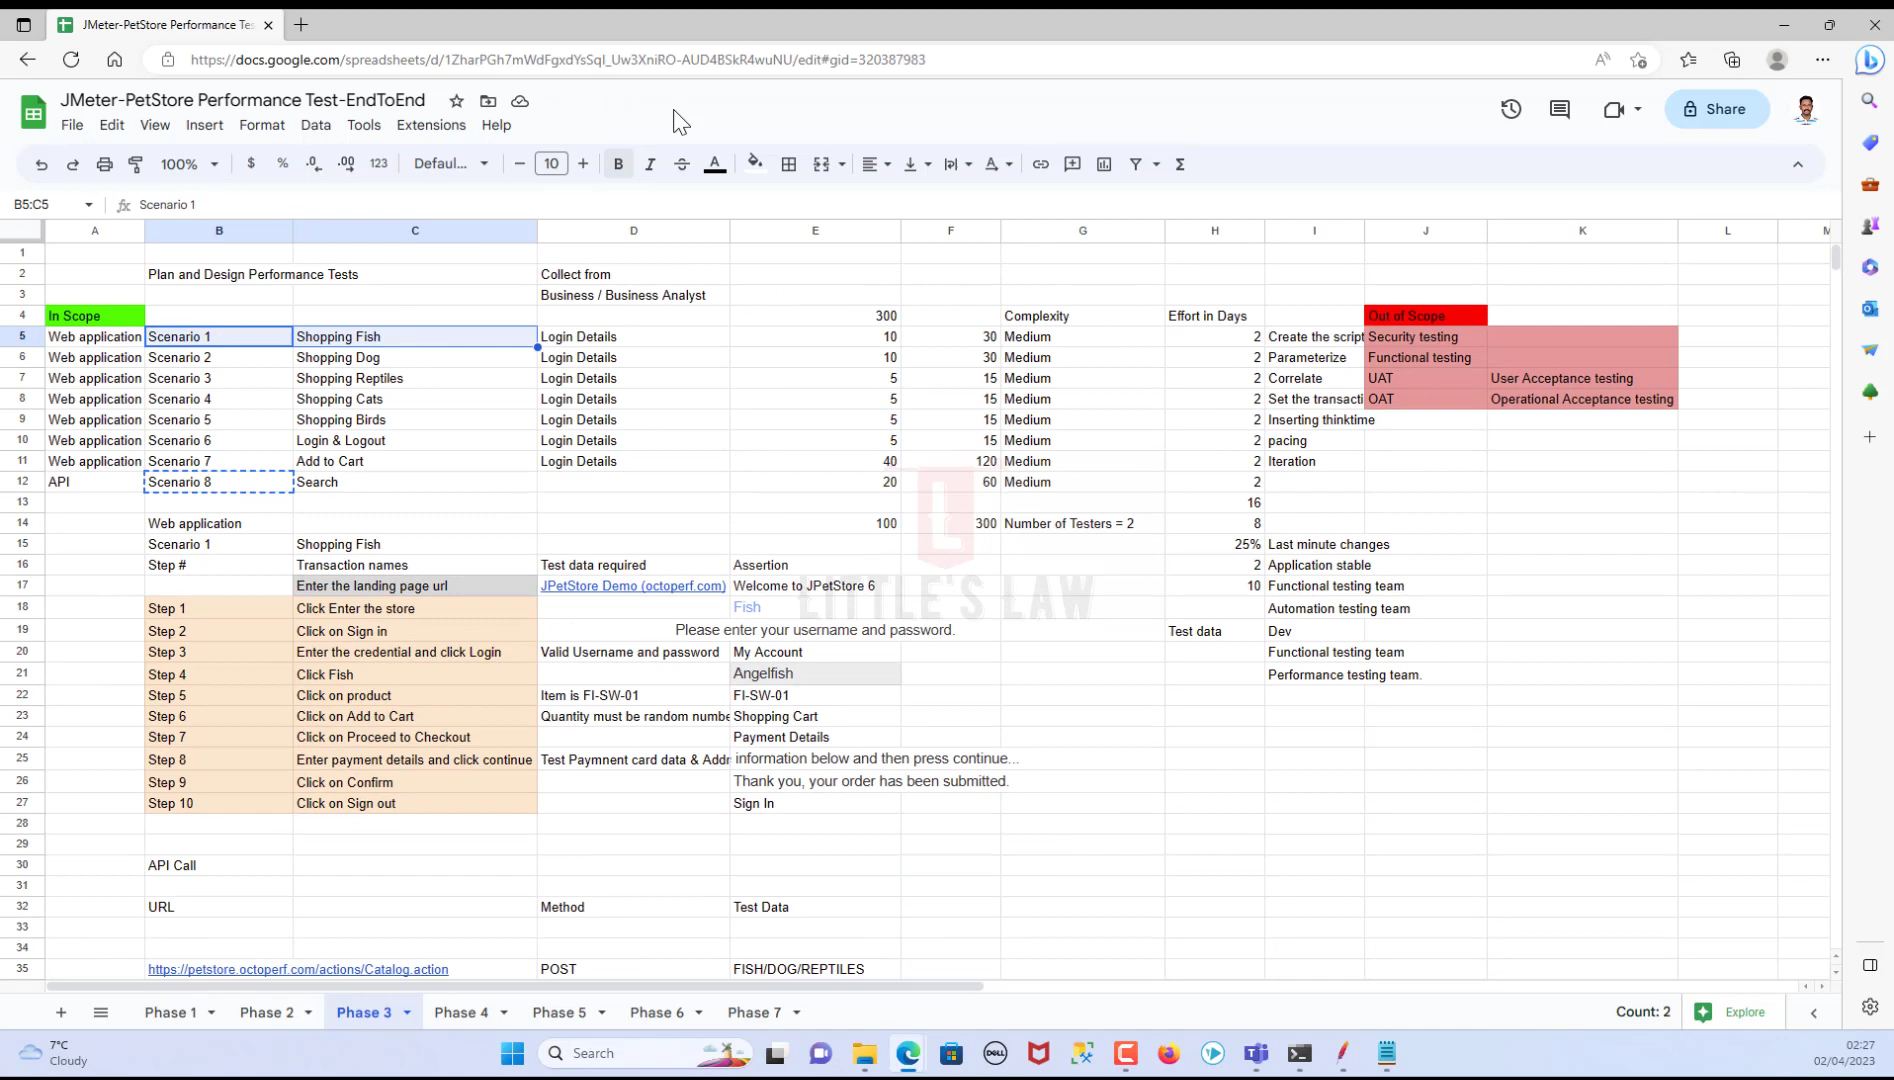 JMeter-PetStore Performance Tes
https://docs.google.com/spreadsheets/d/1ZharPGh7mWdFgxdYsSqI_Uw3XniRO-AUD4BSkR4wuNU/edit#gid=320387983
JMeter-PetStore Performance Test-EndToEnd
Share
File Edit View Insert Format Data Tools Extensions Help
100% $ % .0 .00 123 Defaul... 10 B I A
B5:C5 fx Scenario 1
A B C D E F G H I J K L M
1
2 Plan and Design Performance Tests Collect from
3 Business / Business Analyst
4 In Scope 300 Complexity Effort in Days Out of Scope
5 Web application Scenario 1 Shopping Fish Login Details 10 30 Medium 2 Create the script Security testing
6 Web application Scenario 2 Shopping Dog Login Details 10 30 Medium 2 Parameterize Functional testing
7 Web application Scenario 3 Shopping Reptiles Login Details 5 15 Medium 2 Correlate UAT User Acceptance testing
8 Web application Scenario 4 Shopping Cats Login Details 5 15 Medium 2 Set the transacti OAT Operational Acceptance testing
9 Web application Scenario 5 Shopping Birds Login Details 5 15 Medium 2 Inserting thinktime
10 Web application Scenario 6 Login & Logout Login Details 5 15 Medium 2 pacing
11 Web application Scenario 7 Add to Cart Login Details 40 120 Medium 2 Iteration
12 API Scenario 8 Search 20 60 Medium 2
13 16
14 Web application 100 300 Number of Testers = 2 8
15 Scenario 1 Shopping Fish 25% Last minute changes
16 Step # Transaction names Test data required Assertion 2 Application stable
17 Enter the landing page url JPetStore Demo (octoperf.com) Welcome to JPetStore 6 10 Functional testing team
LITTLE'S LAW
18 Step 1 Click Enter the store Fish Automation testing team
19 Step 2 Click on Sign in Please enter your username and password. Test data Dev
20 Step 3 Enter the credential and click Login Valid Username and password My Account Functional testing team
21 Step 4 Click Fish Angelfish Performance testing team.
22 Step 5 Click on product Item is FI-SW-01 FI-SW-01
23 Step 6 Click on Add to Cart Quantity must be random numbe Shopping Cart
24 Step 7 Click on Proceed to Checkout Payment Details
25 Step 8 Enter payment details and click continue Test Paymnent card data & Addr information below and then press continue...
26 Step 9 Click on Confirm Thank you, your order has been submitted.
27 Step 10 Click on Sign out Sign In
28
29
30 API Call
31
32 URL Method Test Data
33
34
35 https://petstore.octoperf.com/actions/Catalog.action POST FISH/DOG/REPTILES
Phase 1 Phase 2 Phase 3 Phase 4 Phase 5 Phase 6 Phase 7 Count: 2 Explore
7°C
Cloudy
Search
DELL
02:27
02/04/2023